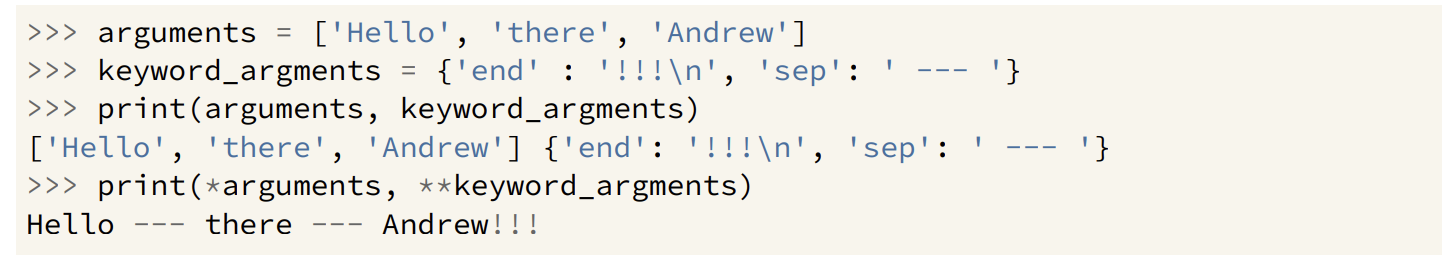 >>> arguments = ['Hello', 'there', 'Andrew']
>>> keyword_argments = {'end' : '!!!\n', 'sep': ' --- '}
>>> print(arguments, keyword_argments)
['Hello', 'there', 'Andrew'] {'end': '!!!\n', 'sep': ' --- '}
>>> print(*arguments, **keyword_argments)
Hello --- there --- Andrew!!!